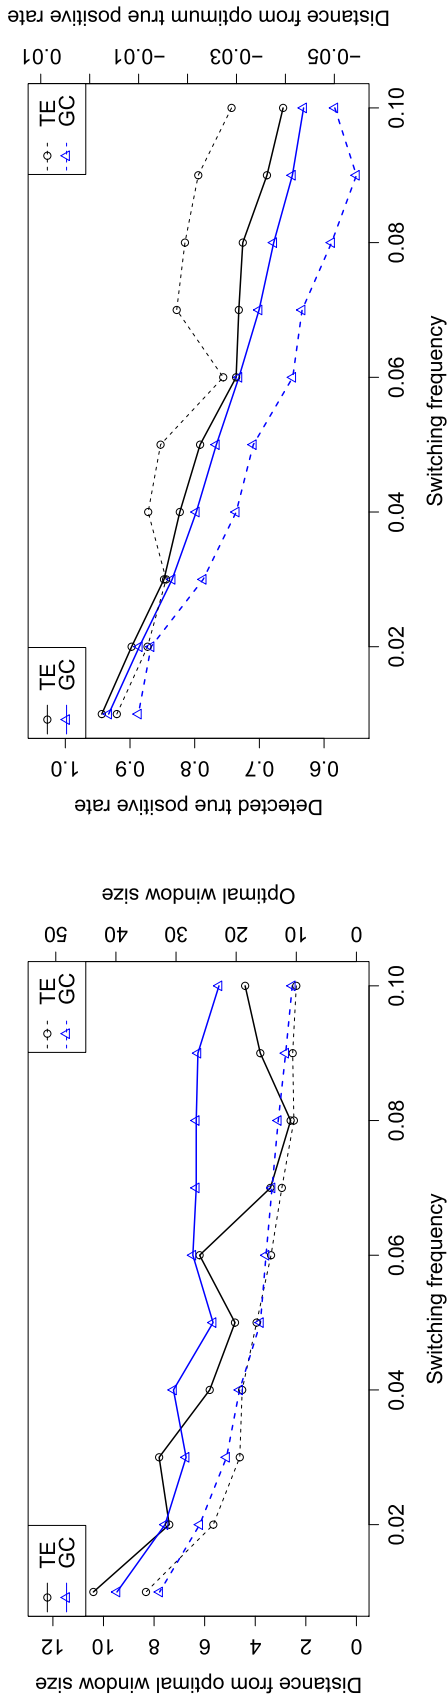 Distance from optimal window size
0 2 4 6 8 10 12
TE
GC
TE
GC
0.02 0.04 0.06 0.08 0.10
Switching frequency
0 10 20 30 40 50
Optimal window size
Detected true positive rate
0.6 0.7 0.8 0.9 1.0
TE
GC
TE
GC
0.02 0.04 0.06 0.08 0.10
Switching frequency
−0.05 −0.03 −0.01 0.01
Distance from optimum true positive rate